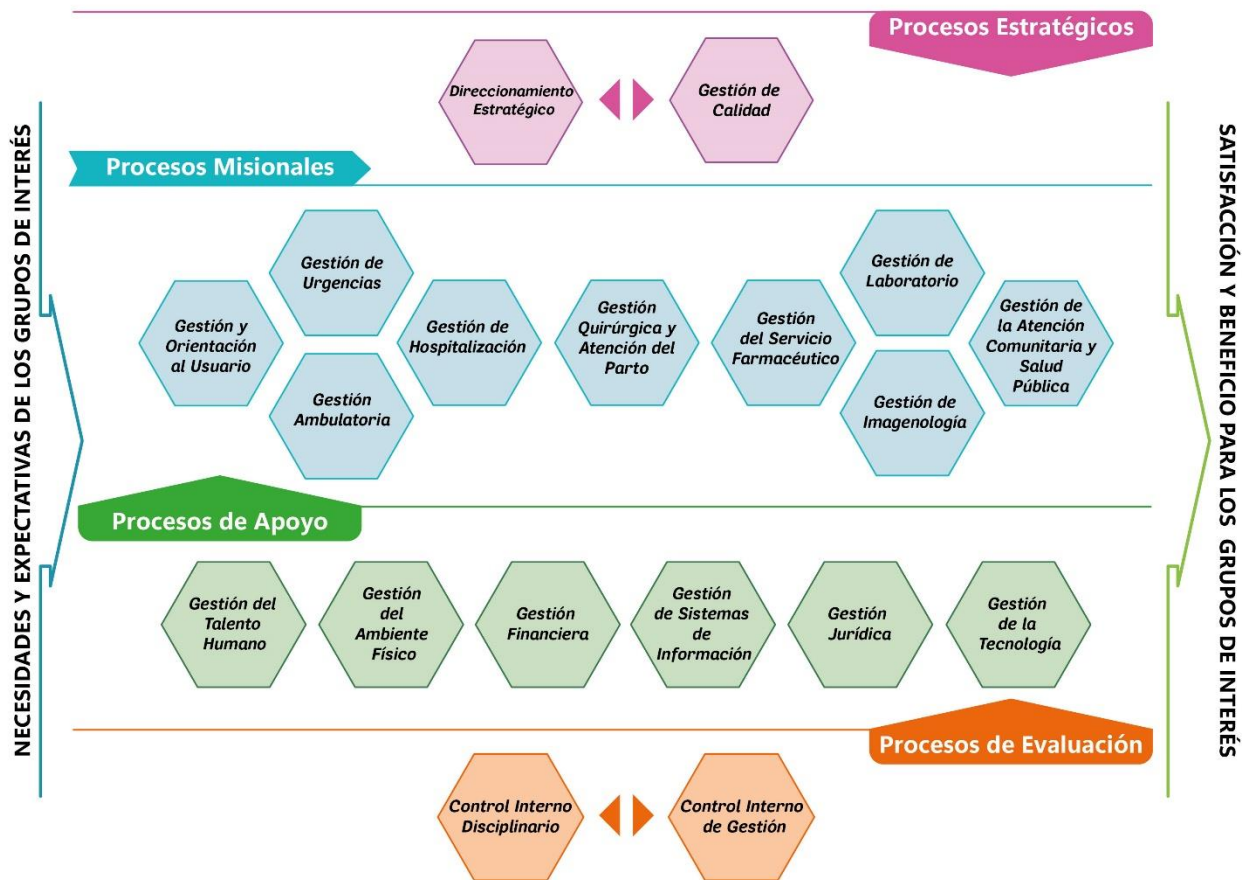 Procesos Estratégicos
Direccionamiento
Estratégico
Gestión de
Calidad
NECESIDADES Y EXPECTATIVAS DE LOS GRUPOS DE INTERÉS
Procesos Misionales
Gestión y
Orientación
al Usuario
Gestión de
Urgencias
Gestión
Ambulatoria
Gestión de
Hospitalización
Gestión
Quirúrgica y
Atención del
Parto
Gestión
del Servicio
Farmacéutico
Gestión de
Laboratorio
Gestión de
Imagenología
Gestión de
la Atención
Comunitaria y
Salud
Pública
SATISFACCIÓN Y BENEFICIO PARA LOS GRUPOS DE INTERÉS
Procesos de Apoyo
Gestión del
Talento
Humano
Gestión
del
Ambiente
Físico
Gestión
Financiera
Gestión
de Sistemas
de
Información
Gestión
Jurídica
Gestión
de la
Tecnología
Procesos de Evaluación
Control Interno
Disciplinario
Control Interno
de Gestión